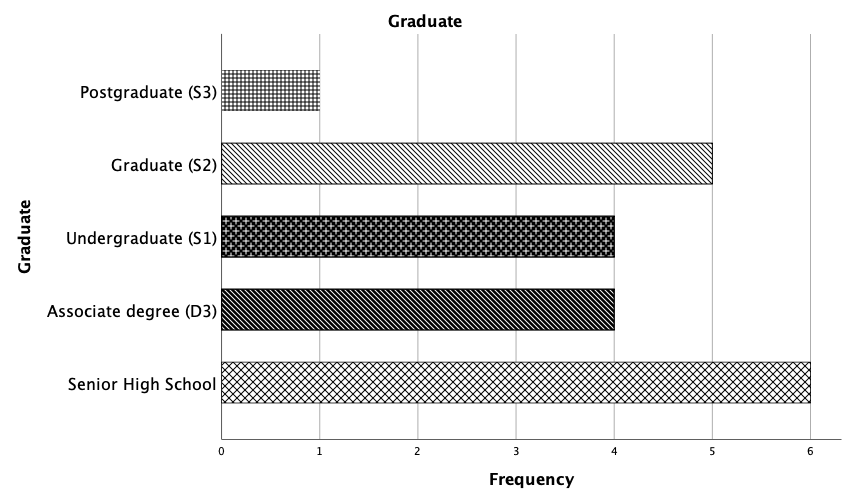 Graduate
Postgraduate (S3)
Graduate (S2)
Undergraduate (S1)
Associate degree (D3)
Senior High School
Graduate
0 1 2 3 4 5 6
Frequency